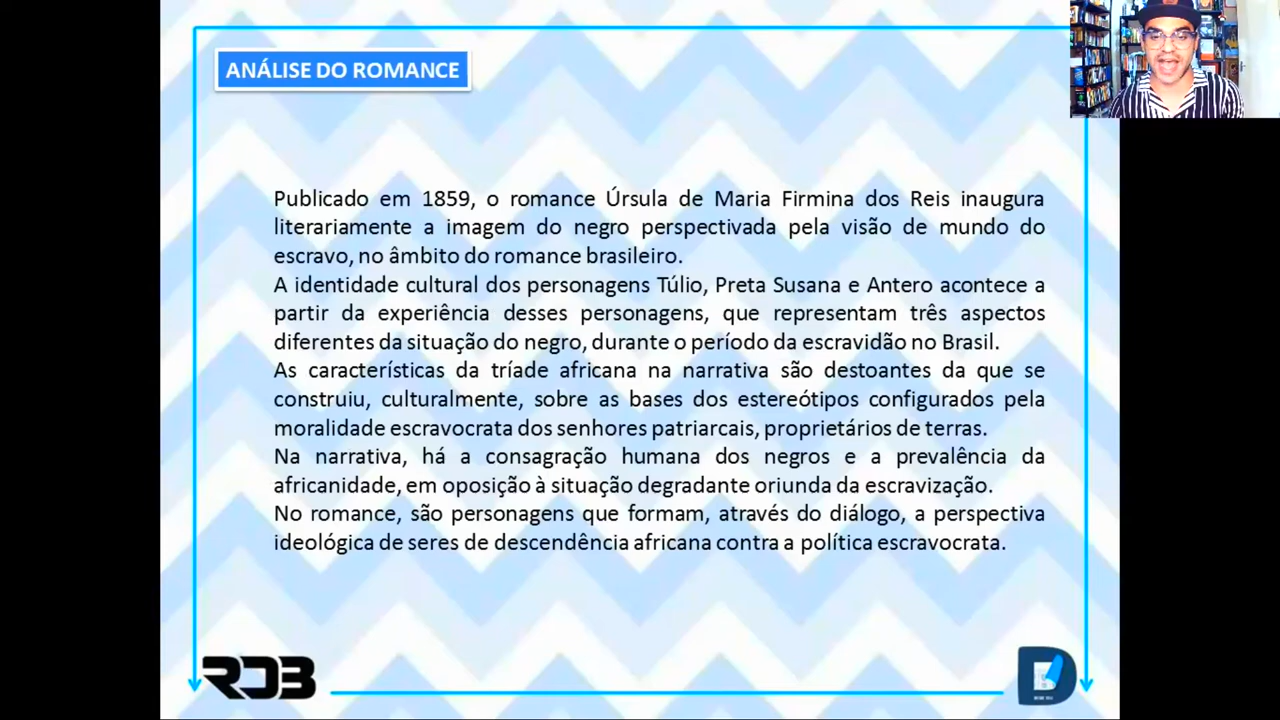 ANÁLISE DO ROMANCE
Publicado em 1859, o romance Úrsula de Maria Firmina dos Reis inaugura
literariamente a imagem do negro perspectivada pela visão de mundo do
escravo, no âmbito do romance brasileiro.
A identidade cultural dos personagens Túlio, Preta Susana e Antero acontece a
partir da experiência desses personagens, que representam três aspectos
diferentes da situação do negro, durante o período da escravidão no Brasil.
As características da tríade africana na narrativa são destoantes da que se
construiu, culturalmente, sobre as bases dos estereótipos configurados pela
moralidade escravocrata dos senhores patriarcais, proprietários de terras.
Na narrativa, há a consagração humana dos negros e a prevalência da
africanidade, em oposição à situação degradante oriunda da escravização.
No romance, são personagens que formam, através do diálogo, a perspectiva
ideológica de seres de descendência africana contra a política escravocrata.
RDB